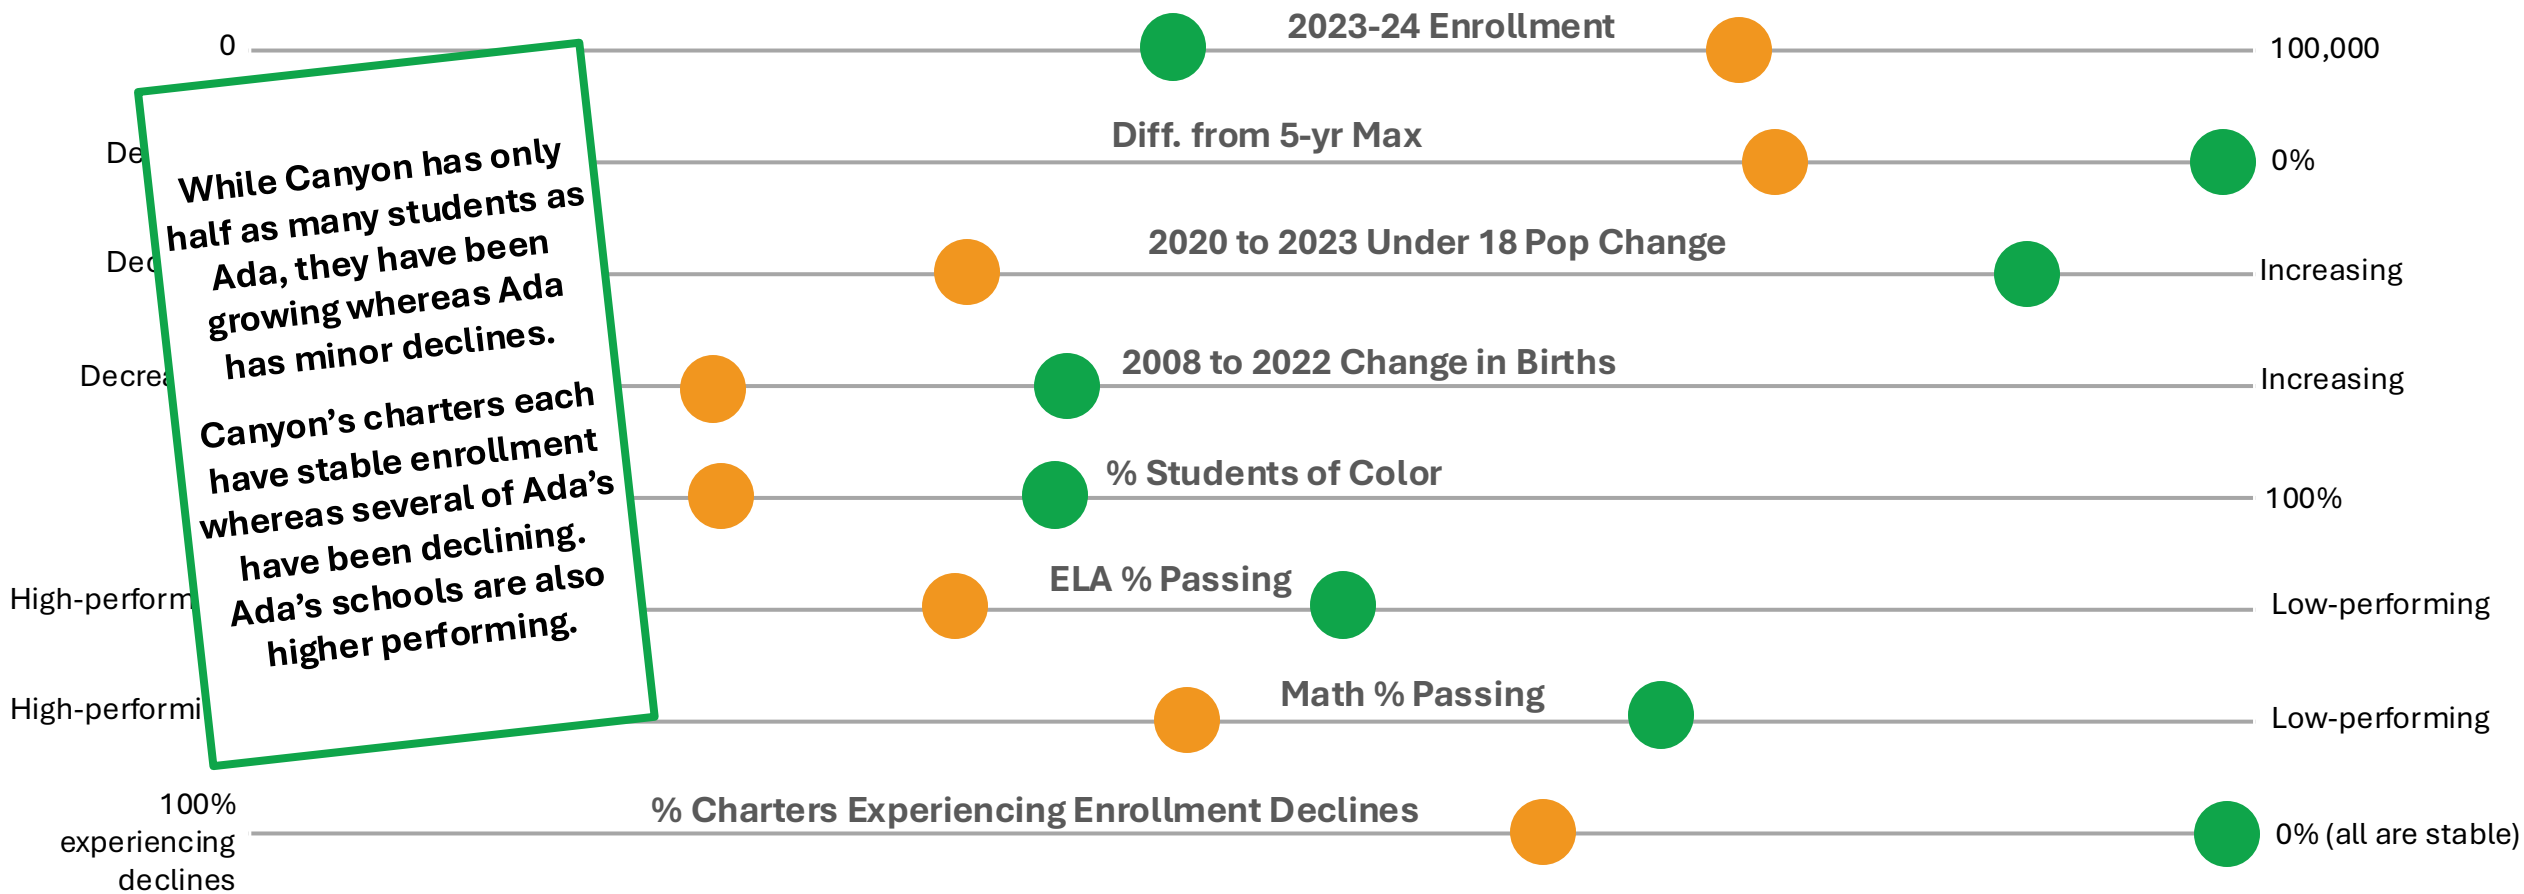 2023-24 Enrollment
0
100,000
Diff. from 5-yr Max
0%
2020 to 2023 Under 18 Pop Change
Increasing
2008 to 2022 Change in Births
Increasing
% Students of Color
100%
ELA % Passing
Low-performing
Math % Passing
Low-performing
% Charters Experiencing Enrollment Declines
100%
experiencing
declines
0% (all are stable)
While Canyon has only
half as many students as
Ada, they have been
growing whereas Ada
has minor declines.
Canyon’s charters each
have stable enrollment
whereas several of Ada’s
have been declining.
Ada’s schools are also
higher performing.